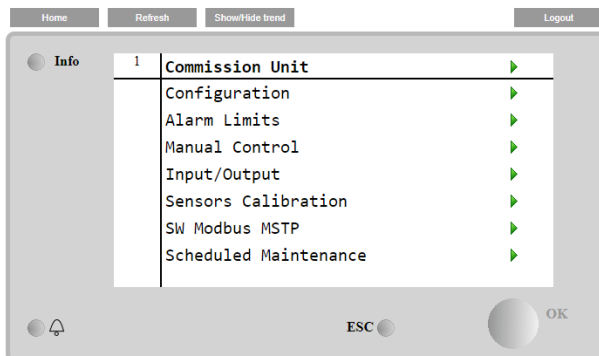 Home Refresh Show/Hide trend Logout
Info
1 Commission Unit
Configuration
Alarm Limits
Manual Control
Input/Output
Sensors Calibration
SW Modbus MSTP
Scheduled Maintenance
ESC OK